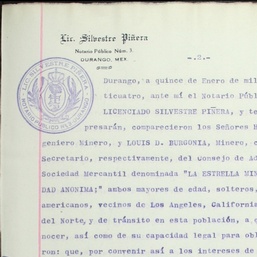 Lic. Silvestre Piñera
Notario Público Núm. 1
DURANGO, MEX
-.2.-
Durango, a quince de Enero de mil
ticuatro, ante mí el Notario Públ
LICENCIADO SILVESTRE PIÑERA, y te
presarán, comparecieron los Señores
geniero Minero, y LOUIS D. BURGONIA, Minero, c
Secretario, respectivamente, del Consejo de Ad
Sociedad Mercantil denominada "LA ESTRELLA MIN
DAD ANONIMA;" ambos mayores de edad, solteros,
americanos, vecinos de Los Angeles, California
del Norte, y de tránsito en esta población, a q
nocer, así como de su capacidad legal para obl
ron: que, por convenir así a los intereses de